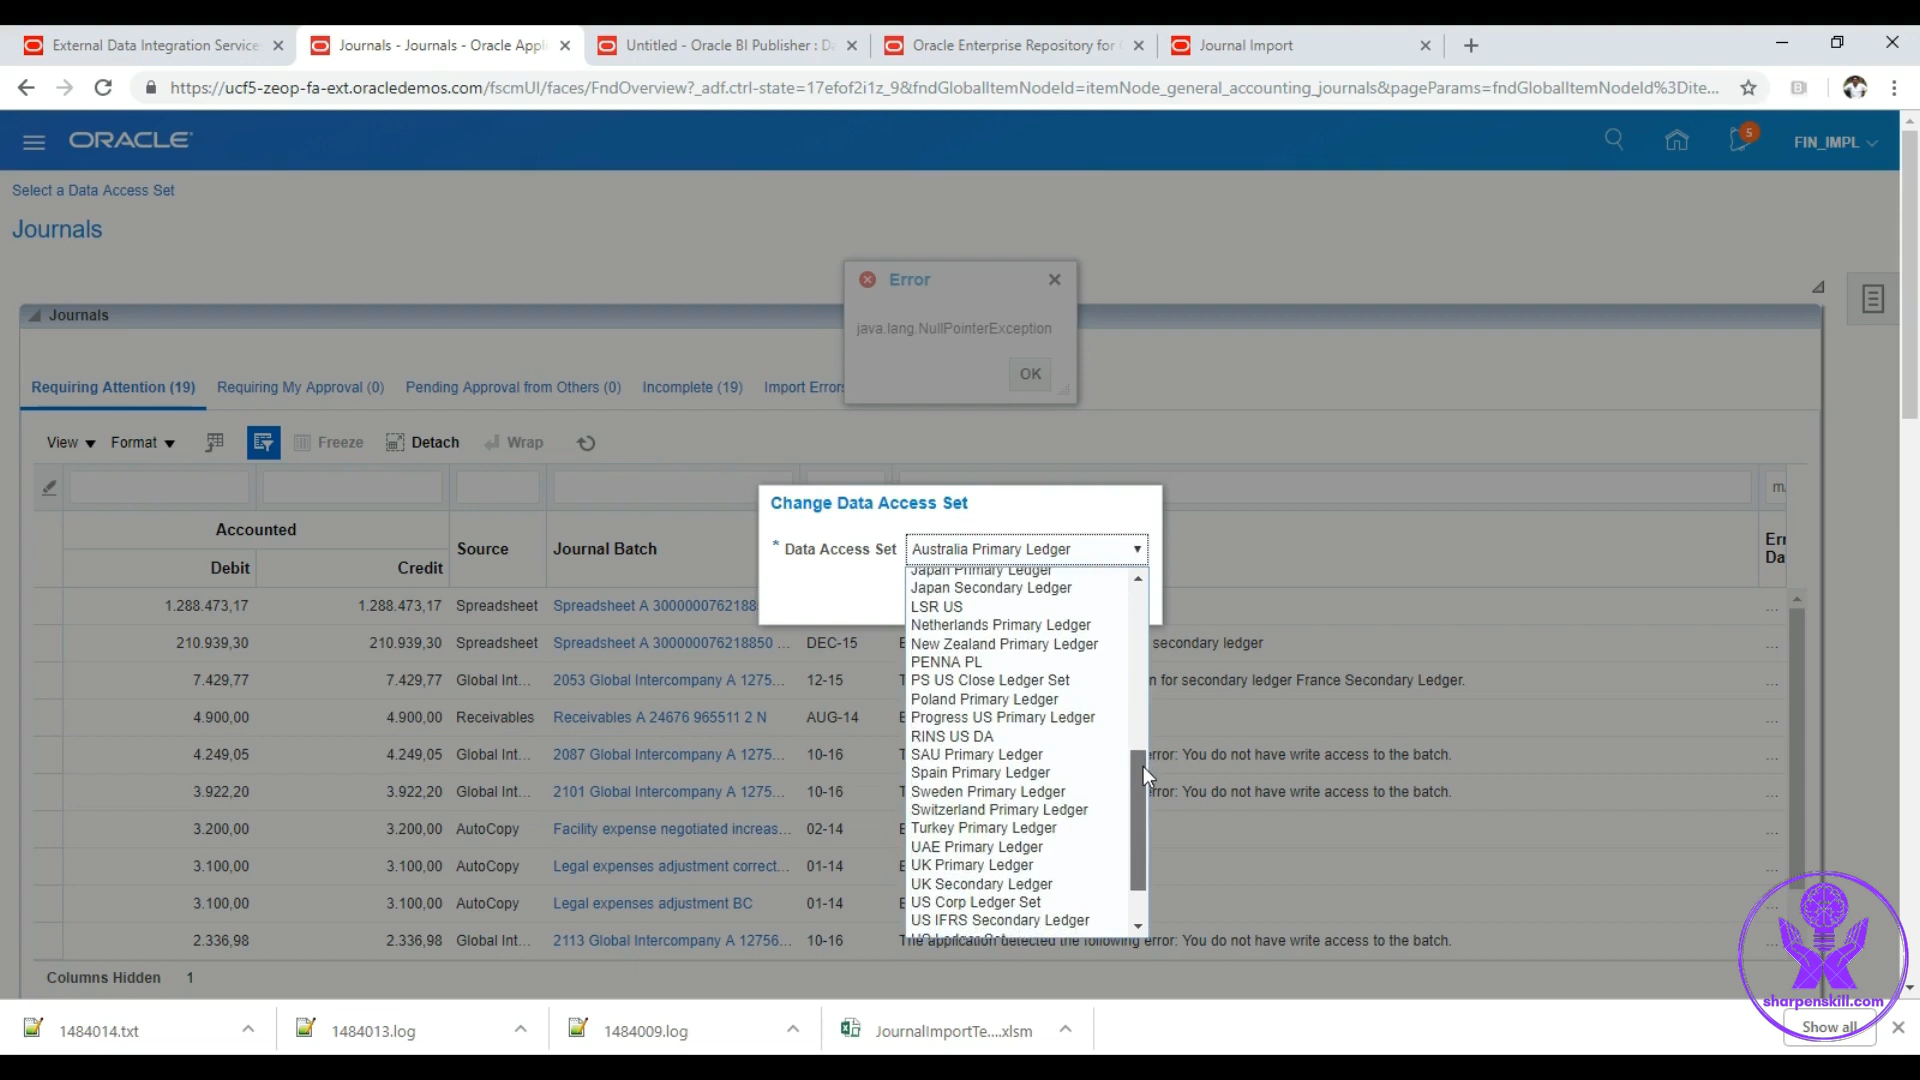 External Data Integration Service
Journals - Journals - Oracle Appl
Untitled - Oracle BI Publisher : Da
Oracle Enterprise Repository for
Journal Import
https://ucf5-zeop-fa-ext.oracledemos.com/fscmUI/faces/FndOverview?_adf.ctrl-state=17efof2i1z_9&fndGlobalItemNodeId=itemNode_general_accounting_journals&pageParams=fndGlobalItemNodeId%3Dite...
ORACLE
5
FIN_IMPL
Select a Data Access Set
Journals
Error
java.lang.NullPointerException
OK
Journals
Requiring Attention (19)
Requiring My Approval (0)
Pending Approval from Others (0)
Incomplete (19)
Import Errors
View
Format
Freeze
Detach
Wrap
Accounted
Debit
Credit
Source
Journal Batch
Change Data Access Set
* Data Access Set
Australia Primary Ledger
Japan Primary Ledger
Japan Secondary Ledger
LSR US
Netherlands Primary Ledger
New Zealand Primary Ledger
PENNA PL
PS US Close Ledger Set
Poland Primary Ledger
Progress US Primary Ledger
RINS US DA
SAU Primary Ledger
Spain Primary Ledger
Sweden Primary Ledger
Switzerland Primary Ledger
Turkey Primary Ledger
UAE Primary Ledger
UK Primary Ledger
UK Secondary Ledger
US Corp Ledger Set
US IFRS Secondary Ledger
1.288.473,17 1.288.473,17 Spreadsheet Spreadsheet A 3000000762188
210.939,30 210.939,30 Spreadsheet Spreadsheet A 300000076218850 ... DEC-15 secondary ledger
7.429,77 7.429,77 Global Int... 2053 Global Intercompany A 1275... 12-15 for secondary ledger France Secondary Ledger.
4.900,00 4.900,00 Receivables Receivables A 24676 965511 2 N AUG-14
4.249,05 4.249,05 Global Int... 2087 Global Intercompany A 1275... 10-16 error: You do not have write access to the batch.
3.922,20 3.922,20 Global Int... 2101 Global Intercompany A 1275... 10-16 error: You do not have write access to the batch.
3.200,00 3.200,00 AutoCopy Facility expense negotiated increas... 02-14
3.100,00 3.100,00 AutoCopy Legal expenses adjustment correct... 01-14
3.100,00 3.100,00 AutoCopy Legal expenses adjustment BC 01-14
2.336,98 2.336,98 Global Int... 2113 Global Intercompany A 12756... 10-16 The application detected the following error: You do not have write access to the batch.
Columns Hidden 1
sharpenskill.com
1484014.txt
1484013.log
1484009.log
JournalImportTe....xlsm
Show all